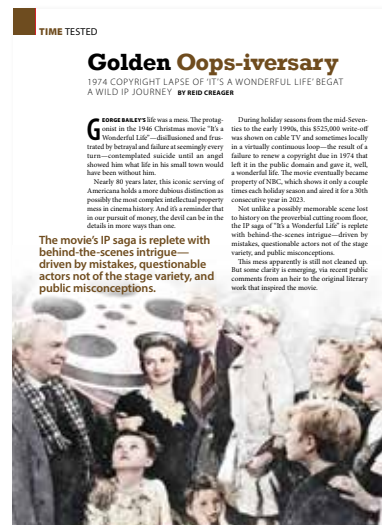 TIME TESTED
Golden Oops-iversary
1974 COPYRIGHT LAPSE OF ‘IT’S A WONDERFUL LIFE’ BEGAT
A WILD IP JOURNEY BY REID CREAGER
GEORGE BAILEY’S life was a mess. The protag-
onist in the 1946 Christmas movie “It’s a
Wonderful Life”—disillusioned and frus-
trated by betrayal and failure at seemingly every
turn—contemplated suicide until an angel
showed him what life in his small town would
have been without him.
Nearly 80 years later, this iconic serving of
Americana holds a more dubious distinction as
possibly the most complex intellectual property
mess in cinema history. And it’s a reminder that
in our pursuit of money, the devil can be in the
details in more ways than one.
The movie’s IP saga is replete with
behind-the-scenes intrigue—
driven by mistakes, questionable
actors not of the stage variety, and
public misconceptions.
During holiday seasons from the mid-Seven-
ties to the early 1990s, this $525,000 write-off
was shown on cable TV and sometimes locally
in a virtually continuous loop—the result of a
failure to renew a copyright due in 1974 that
left it in the public domain and gave it, well,
a wonderful life. The movie eventually became
property of NBC, which shows it only a couple
times each holiday season and aired it for a 30th
consecutive year in 2023.
Not unlike a possibly memorable scene lost
to history on the proverbial cutting room floor,
the IP saga of “It’s a Wonderful Life” is replete
with behind-the-scenes intrigue—driven by
mistakes, questionable actors not of the stage
variety, and public misconceptions.
This mess apparently is still not cleaned up.
But some clarity is emerging, via recent public
comments from an heir to the original literary
work that inspired the movie.